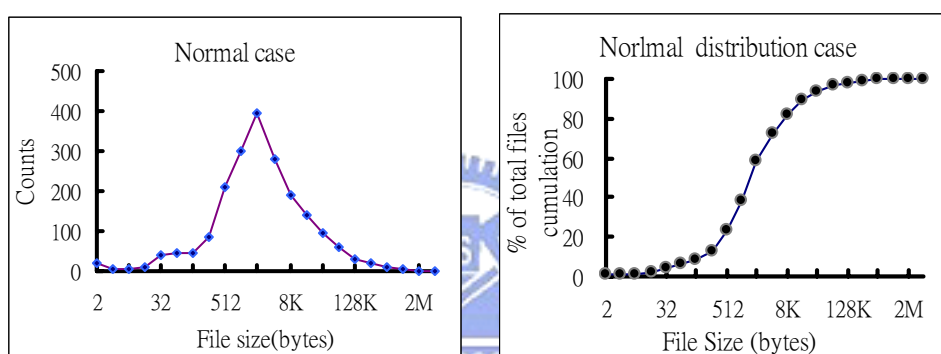 Normal case
500
400
300
200
100
0
Counts
2 32 512 8K 128K 2M
File size(bytes)
Norlmal distribution case
100
80
60
40
20
0
% of total files
cumulation
2 32 512 8K 128K 2M
File Size (bytes)